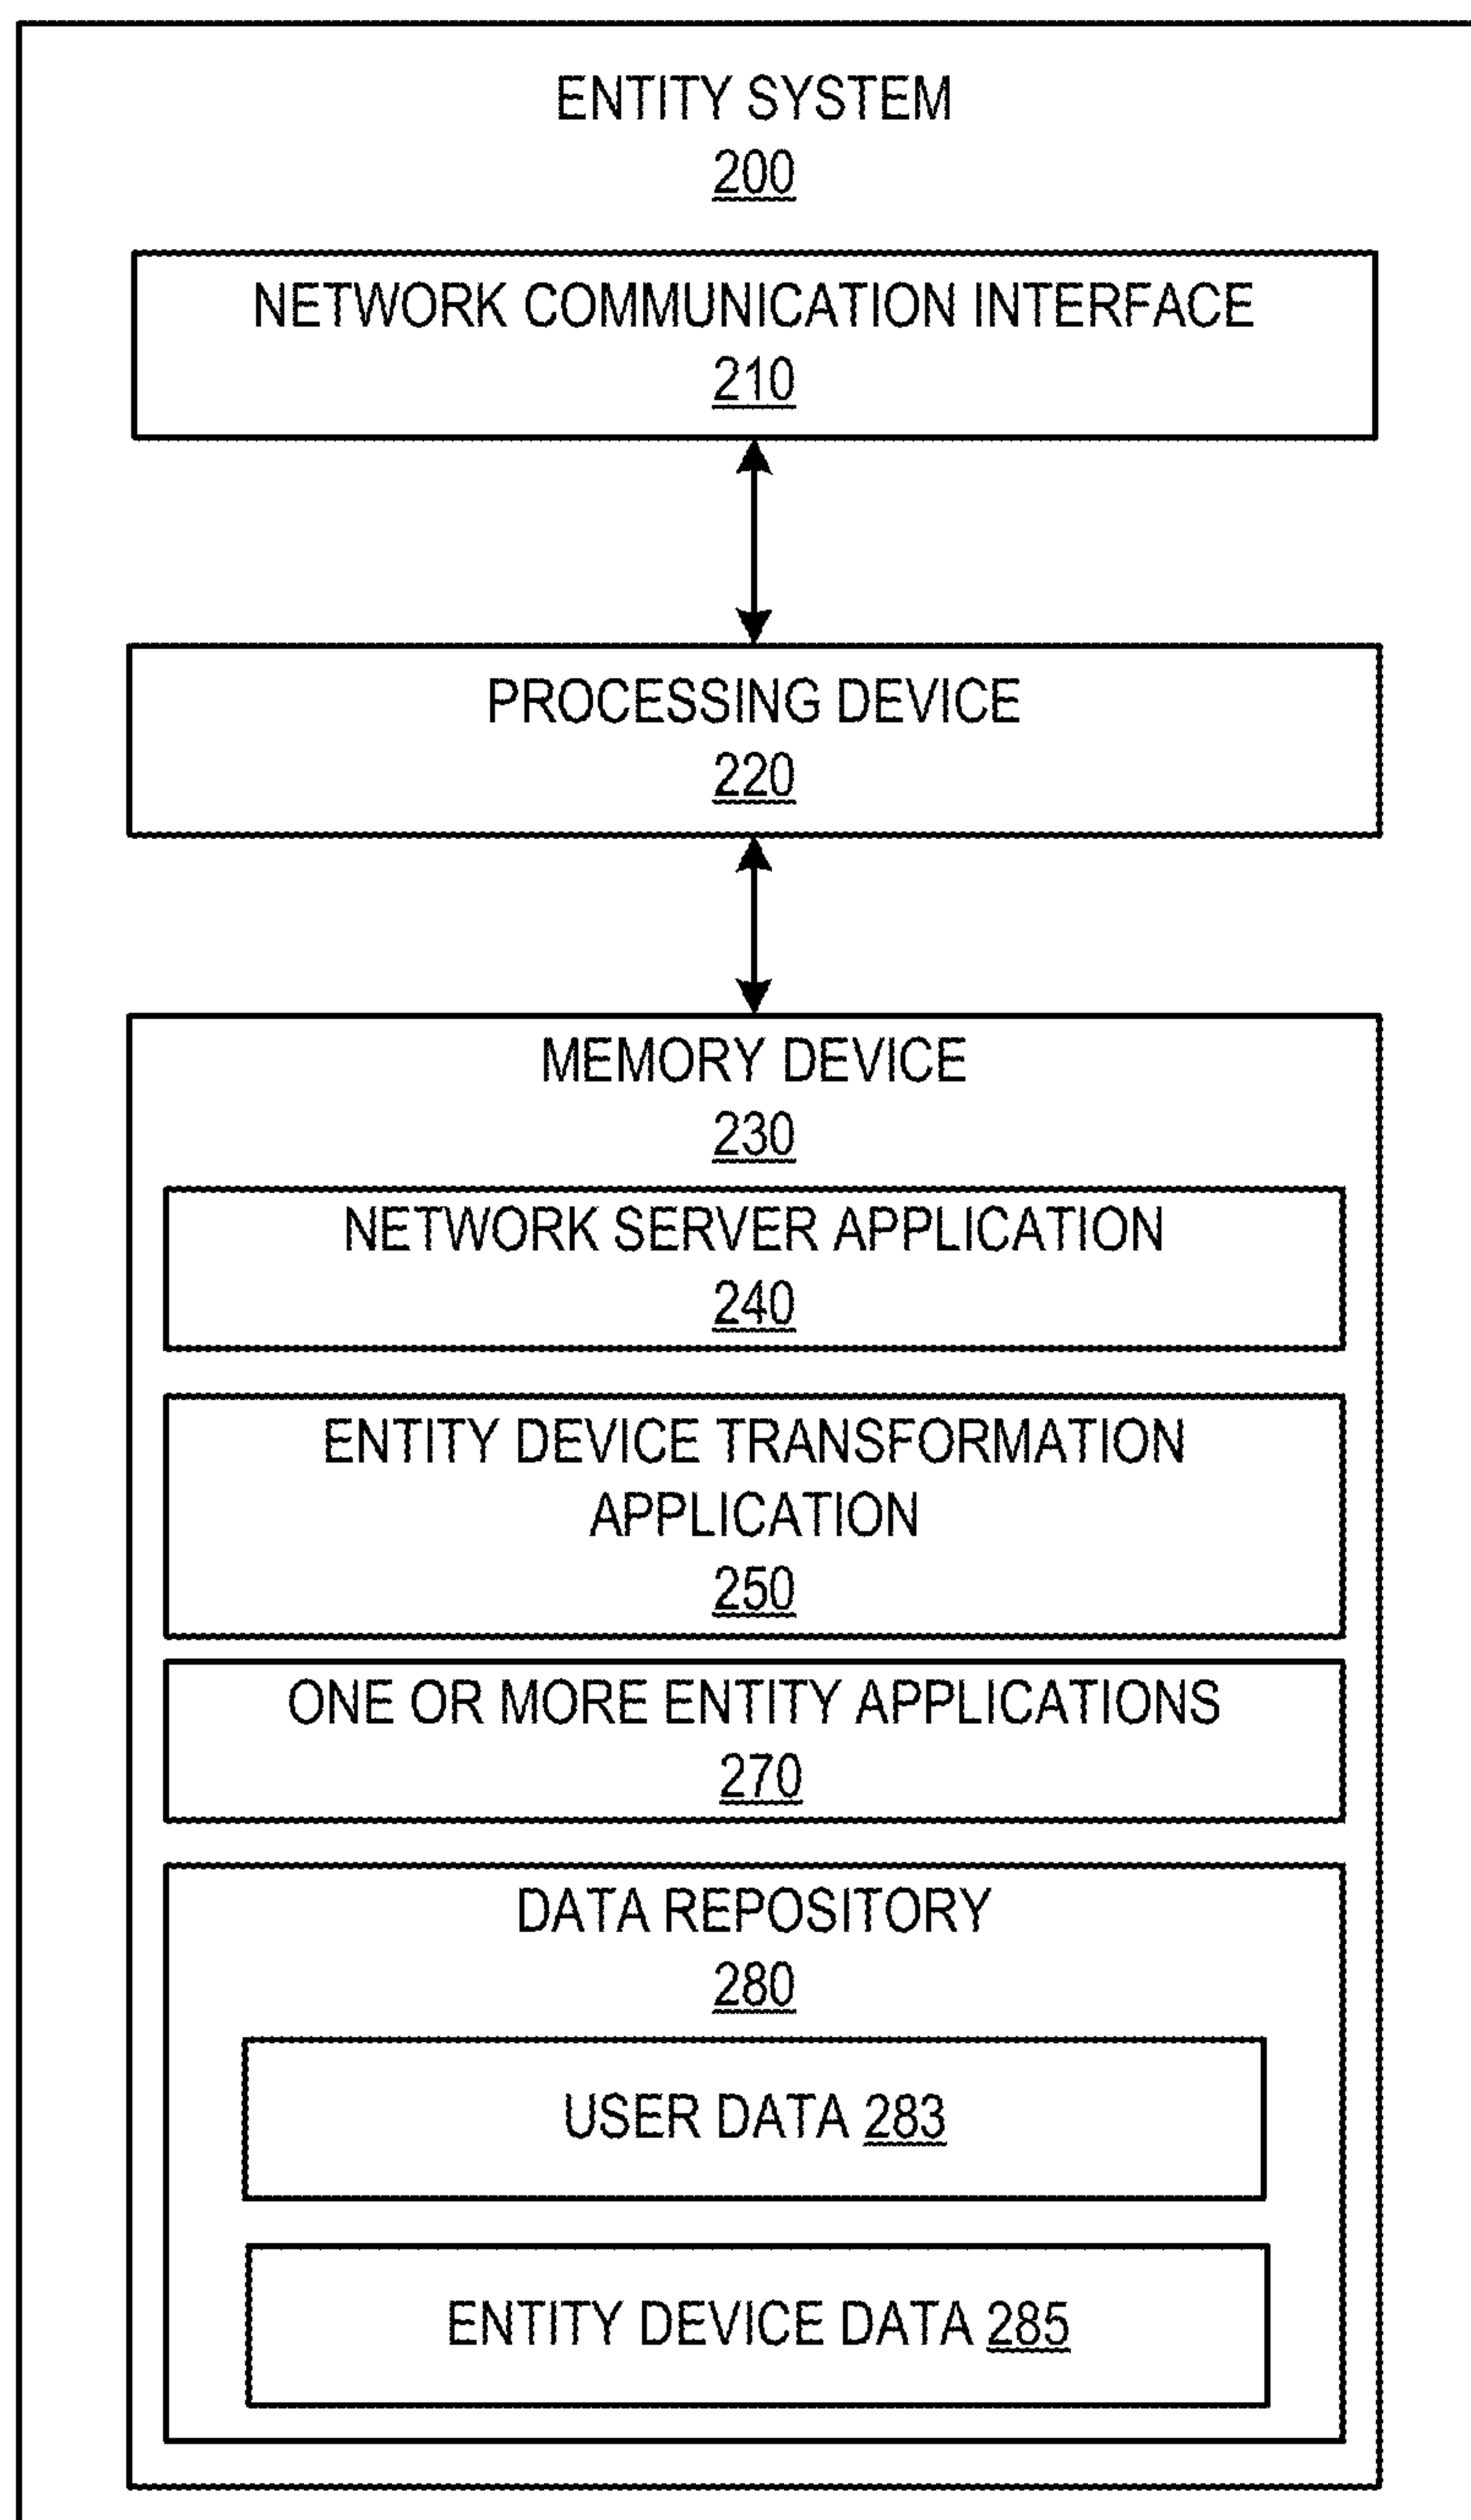 ENTITY SYSTEM
200
NETWORK COMMUNICATION INTERFACE
210
PROCESSING DEVICE
220
MEMORY DEVICE
230
NETWORK SERVER APPLICATION
240
ENTITY DEVICE TRANSFORMATION
APPLICATION
250
ONE OR MORE ENTITY APPLICATIONS
270
DATA REPOSITORY
280
USER DATA 283
ENTITY DEVICE DATA 285